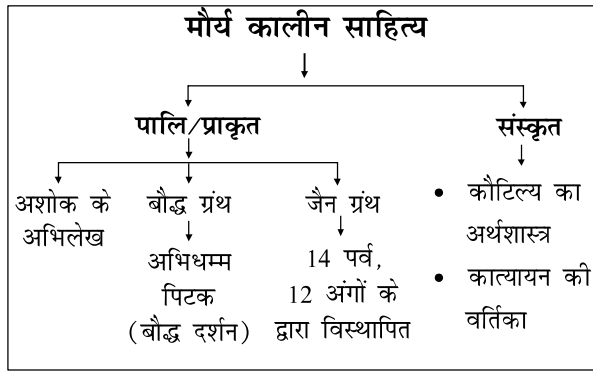 मौर्य कालीन साहित्य
पालि/प्राकृत
संस्कृत
अशोक के
अभिलेख
बौद्ध ग्रंथ
अभिधम्म
पिटक
(बौद्ध दर्शन)
जैन ग्रंथ
14 पर्व,
12 अंगों के
द्वारा विस्थापित
• कौटिल्य का
अर्थशास्त्र
• कात्यायन की
वर्तिका